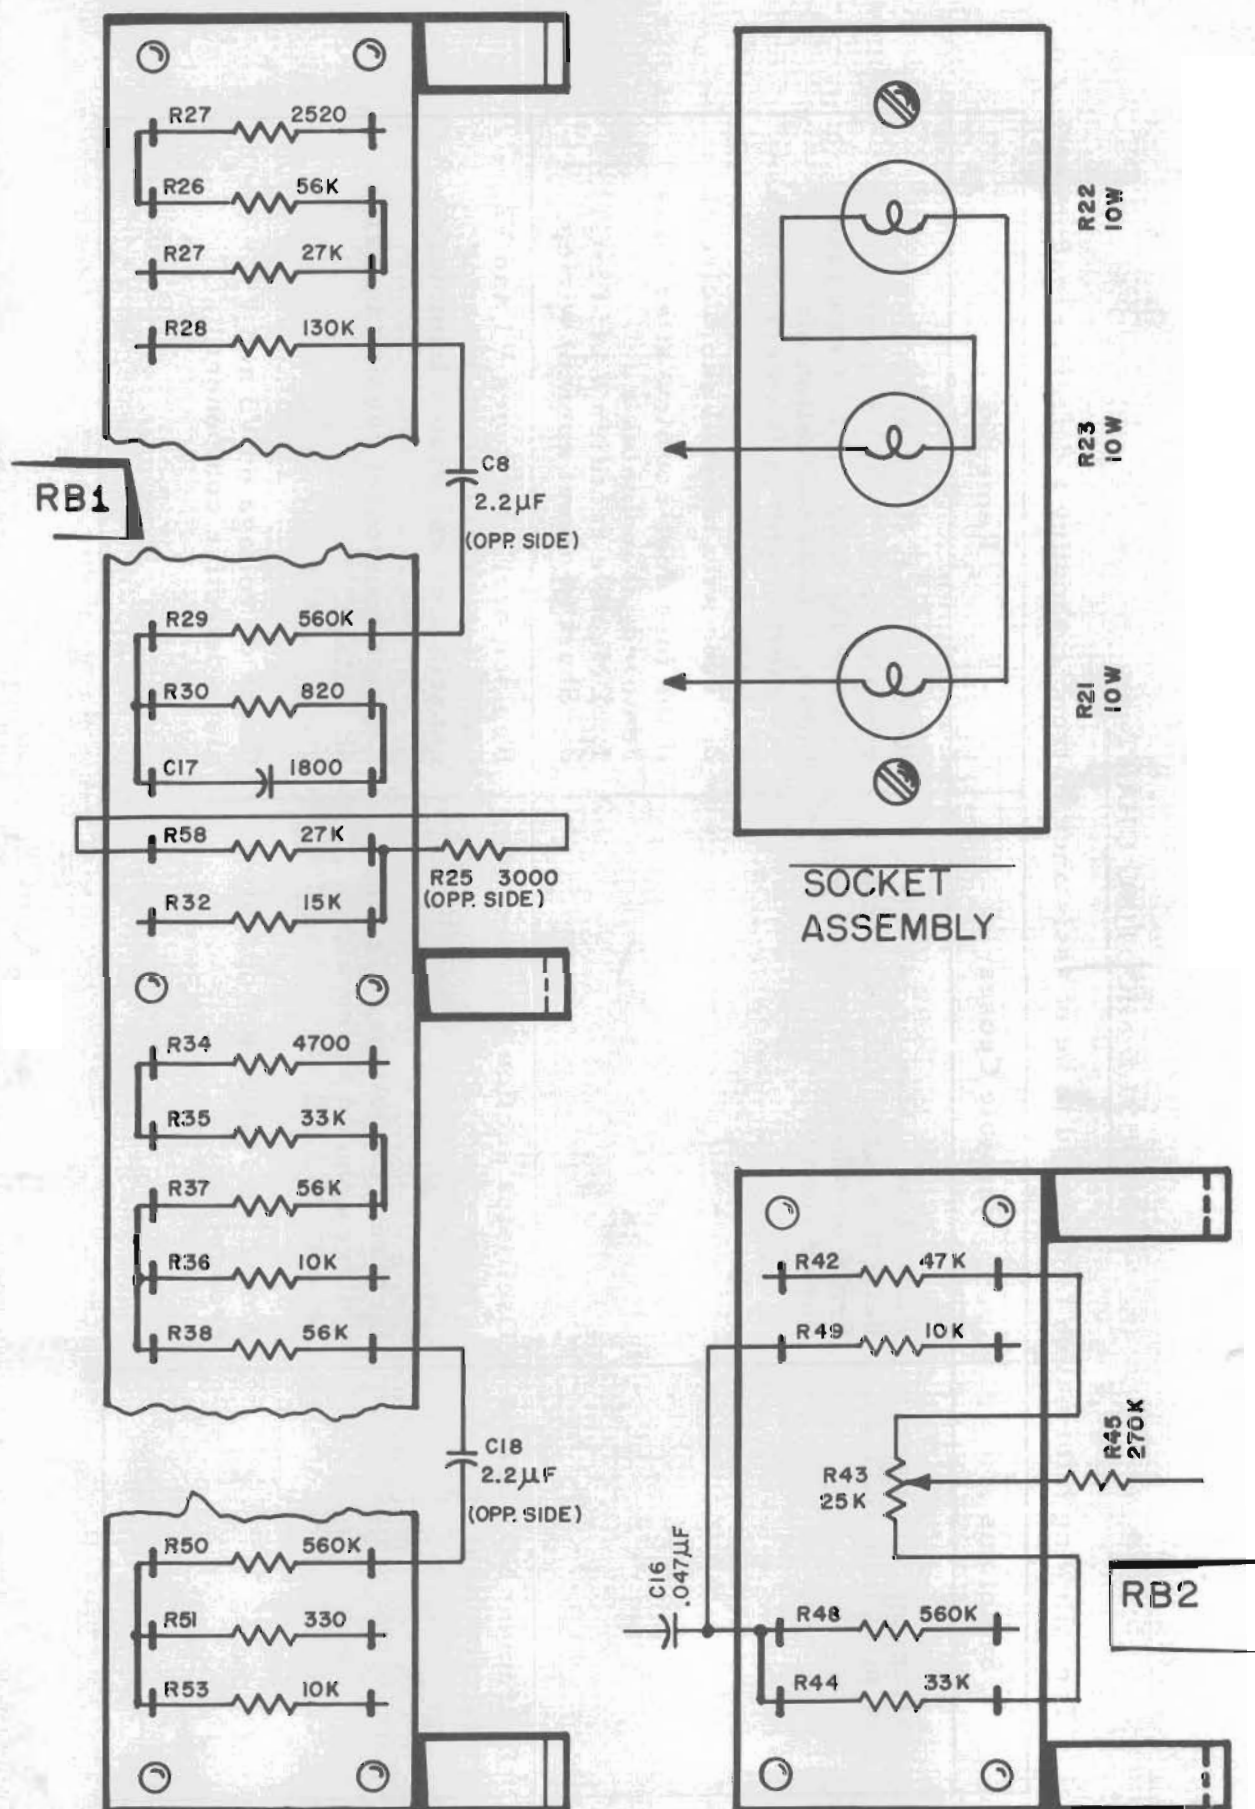 R27 2520
R26 56K
R27 27K
R28 130K
C8
2.2µF
(OPP. SIDE)
RB1
R29 560K
R30 820
C17 1800
R58 27K
R25 3000
(OPP. SIDE)
R32 15K
R34 4700
R35 33K
R37 56K
R36 10K
R38 56K
C18
2.2µF
(OPP. SIDE)
R50 560K
R51 330
R53 10K
R22
10W
R23
10W
R21
10W
SOCKET
ASSEMBLY
R42 47K
R49 10K
R45
270K
R43
25K
C16
.047µF
RB2
R48 560K
R44 33K